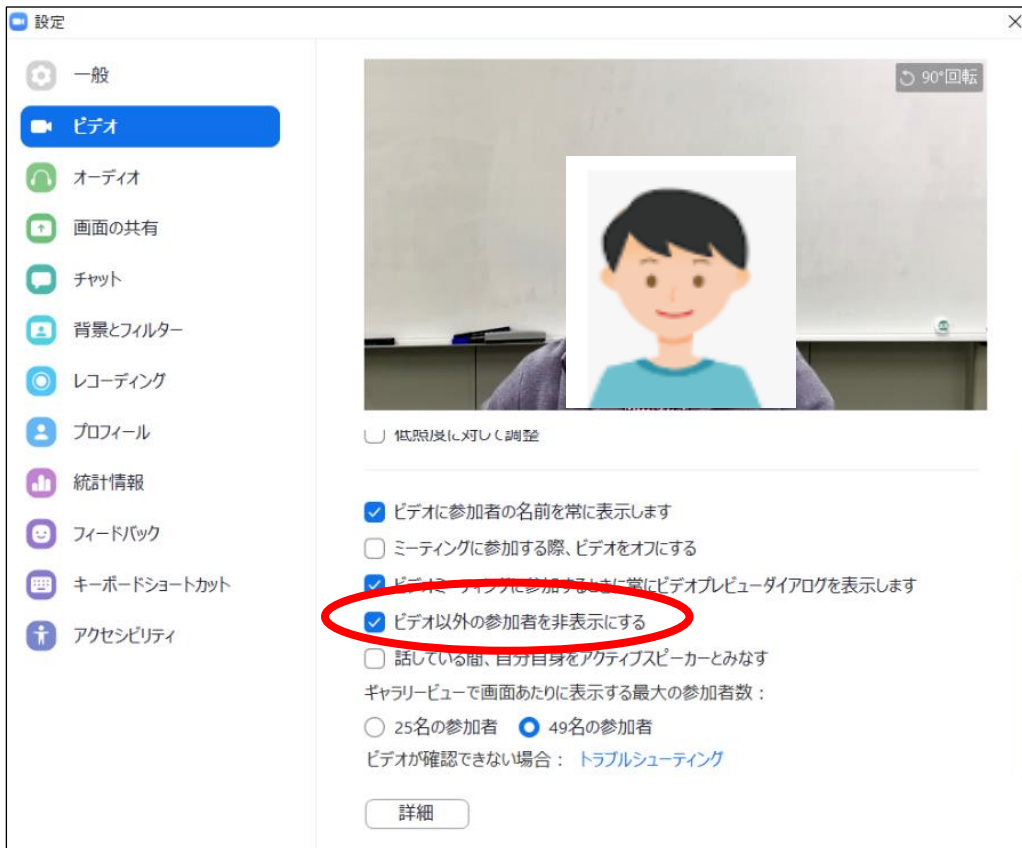 設定
一般
ビデオ
オーディオ
画面の共有
チャット
背景とフィルター
レコーディング
プロフィール
統計情報
フィードバック
キーボードショートカット
アクセシビリティ
90°回転
低照度に対して調整
ビデオに参加者の名前を常に表示します
ミーティングに参加する際、ビデオをオフにする
ビデオミーティングに参加するときに常にビデオプレビューダイアログを表示します
ビデオ以外の参加者を非表示にする
話している間、自分自身をアクティブスピーカーとみなす
ギャラリービューで画面あたりに表示する最大の参加者数：
25名の参加者 49名の参加者
ビデオが確認できない場合： トラブルシューティング
詳細